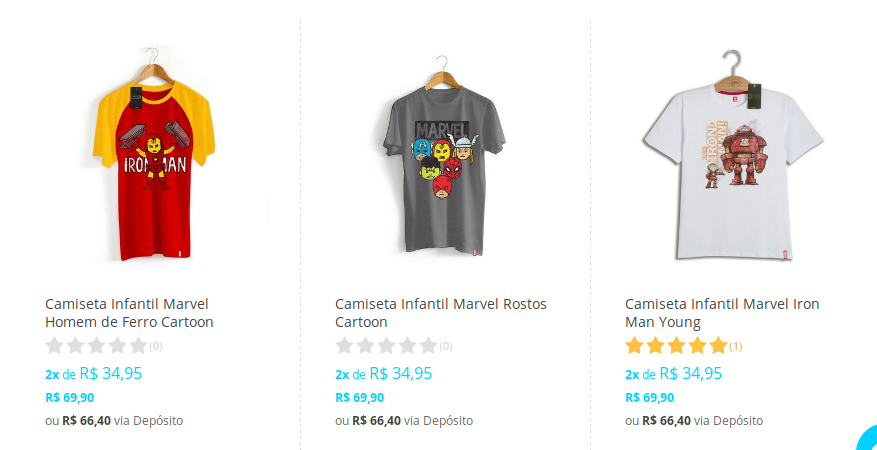 IRON MAN
MARVEL
IRON
MAN!
Camiseta Infantil Marvel
Homem de Ferro Cartoon
(0)
2x de R$ 34,95
R$ 69,90
ou R$ 66,40 via Depósito
Camiseta Infantil Marvel Rostos
Cartoon
(0)
2x de R$ 34,95
R$ 69,90
ou R$ 66,40 via Depósito
Camiseta Infantil Marvel Iron
Man Young
(1)
2x de R$ 34,95
R$ 69,90
ou R$ 66,40 via Depósito